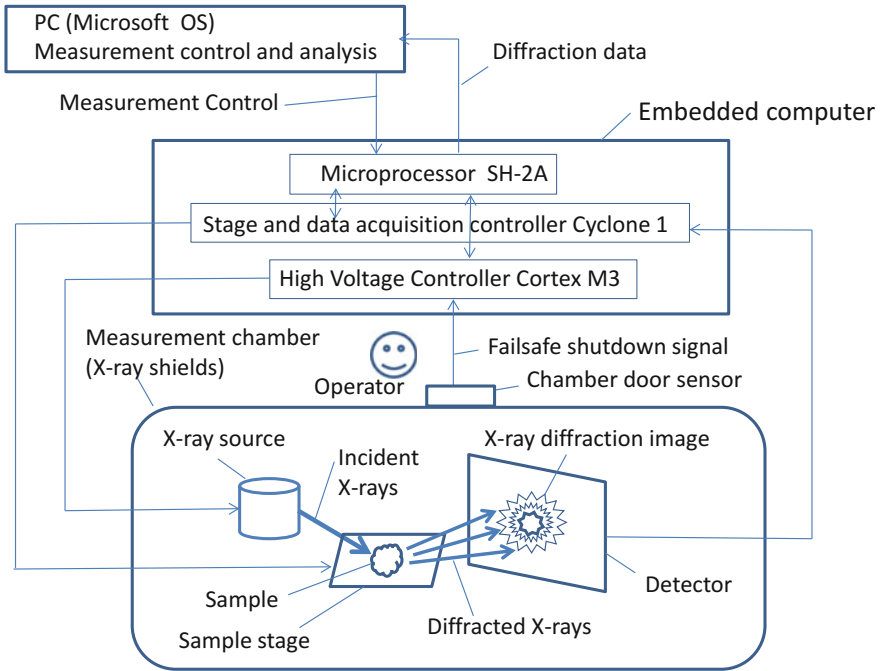 PC (Microsoft OS)
Measurement control and analysis
Diffraction data
Measurement Control
Embedded computer
Microprocessor SH-2A
Stage and data acquisition controller Cyclone 1
High Voltage Controller Cortex M3
Measurement chamber
(X-ray shields)
Failsafe shutdown signal
Operator
Chamber door sensor
X-ray source
X-ray diffraction image
Incident
X-rays
Sample
Detector
Sample stage
Diffracted X-rays